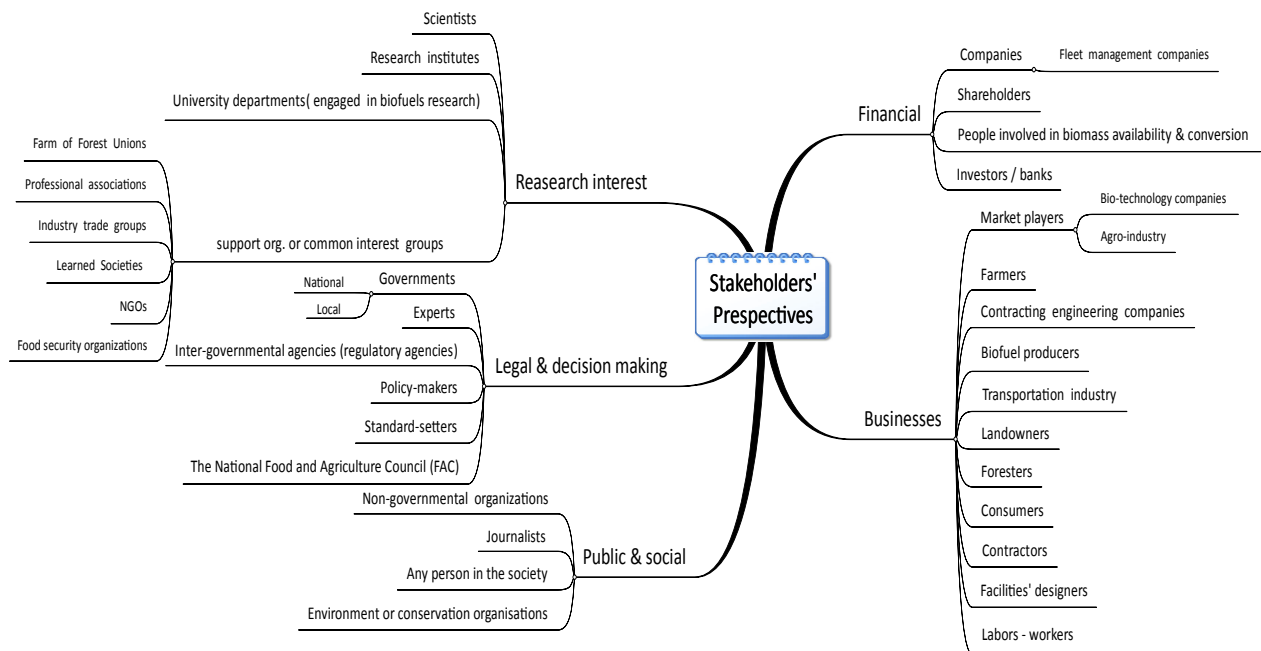 Stakeholders'
Prespectives
Reasearch interest
Scientists
Research institutes
University departments( engaged in biofuels research)
support org. or common interest groups
Farm of Forest Unions
Professional associations
Industry trade groups
Learned Societies
NGOs
Food security organizations
Legal & decision making
Governments
National
Local
Experts
Inter-governmental agencies (regulatory agencies)
Policy-makers
Standard-setters
The National Food and Agriculture Council (FAC)
Public & social
Non-governmental organizations
Journalists
Any person in the society
Environment or conservation organisations
Financial
Companies
Fleet management companies
Shareholders
People involved in biomass availability & conversion
Investors / banks
Businesses
Market players
Bio-technology companies
Agro-industry
Farmers
Contracting engineering companies
Biofuel producers
Transportation industry
Landowners
Foresters
Consumers
Contractors
Facilities' designers
Labors - workers